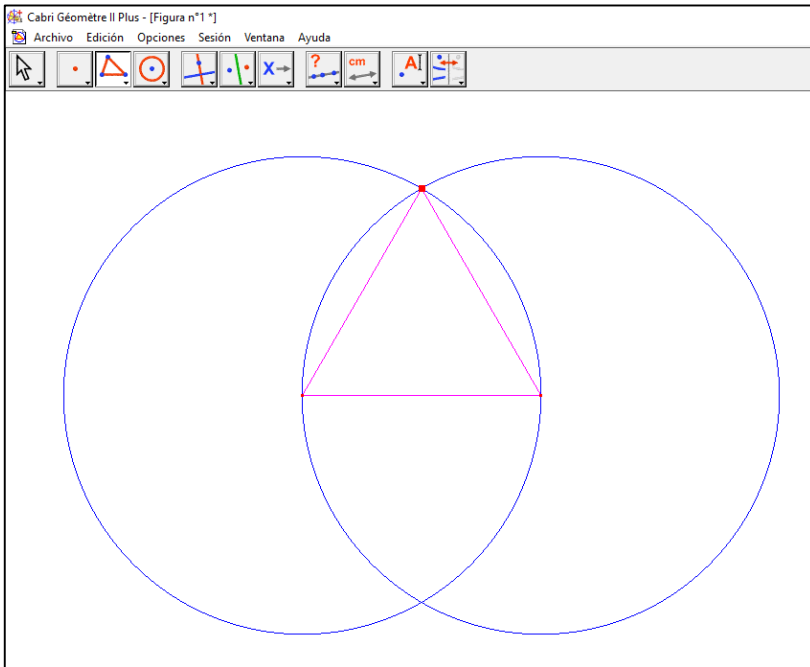 Cabri Géomètre II Plus - [Figura n°1 *]
Archivo Edición Opciones Sesión Ventana Ayuda
X ? cm A